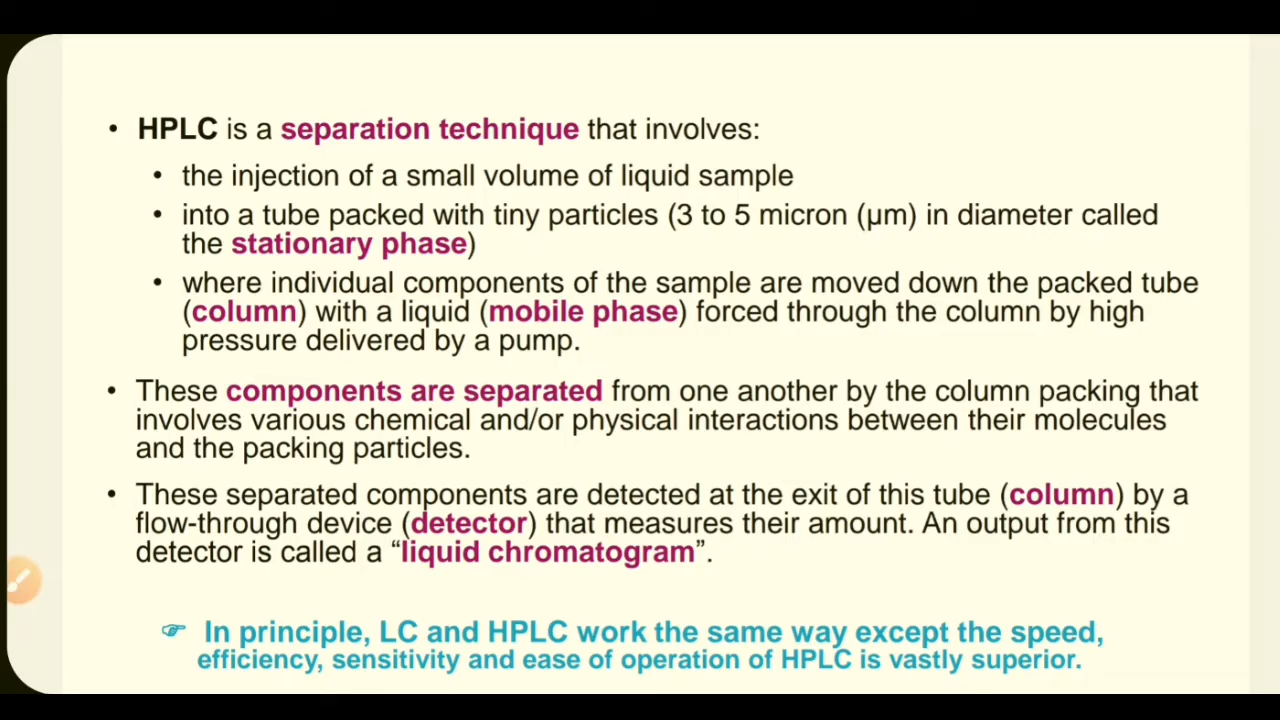 • HPLC is a separation technique that involves:
• the injection of a small volume of liquid sample
• into a tube packed with tiny particles (3 to 5 micron (μm) in diameter called
the stationary phase)
• where individual components of the sample are moved down the packed tube
(column) with a liquid (mobile phase) forced through the column by high
pressure delivered by a pump.
• These components are separated from one another by the column packing that
involves various chemical and/or physical interactions between their molecules
and the packing particles.
• These separated components are detected at the exit of this tube (column) by a
flow-through device (detector) that measures their amount. An output from this
detector is called a “liquid chromatogram”.
☞ In principle, LC and HPLC work the same way except the speed,
efficiency, sensitivity and ease of operation of HPLC is vastly superior.